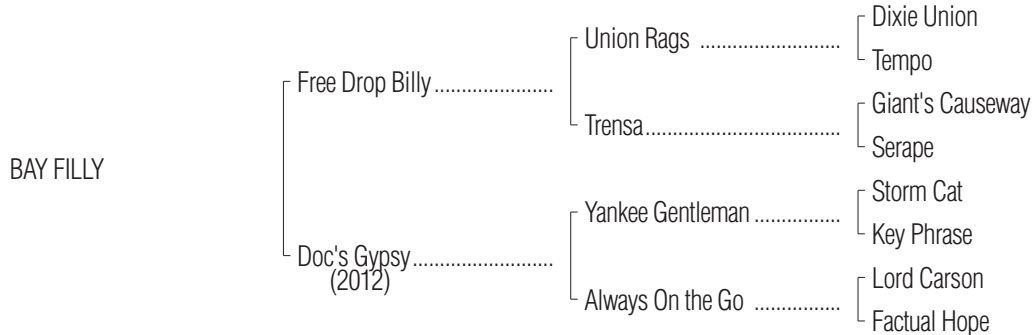 Dixie Union
Union Rags ..........................
Tempo
Free Drop Billy......................
Giant's Causeway
Trensa....................................
Serape
BAY FILLY
Storm Cat
Yankee Gentleman ................
Key Phrase
Doc's Gypsy..........................
(2012)
Lord Carson
Always On the Go ................
Factual Hope